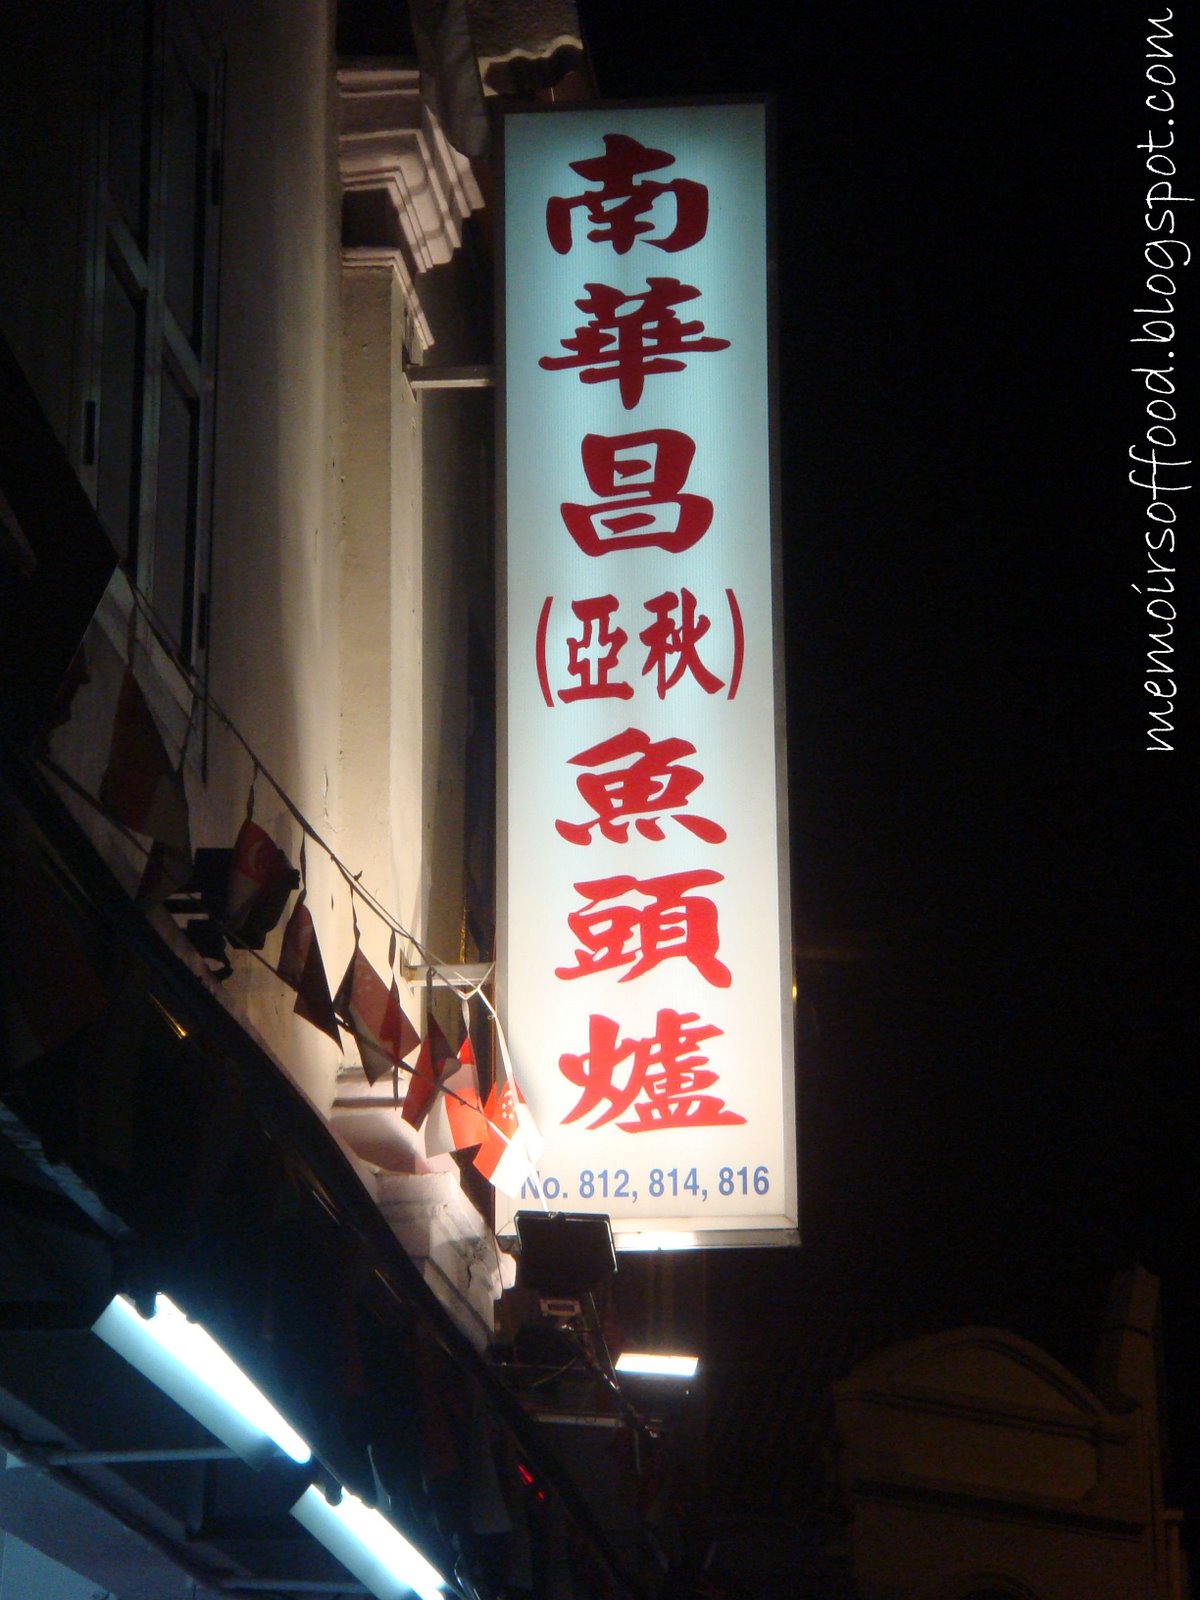 南華昌
(亞秋)
魚頭爐
No. 812, 814, 816
memoirsoffood.blogspot.com